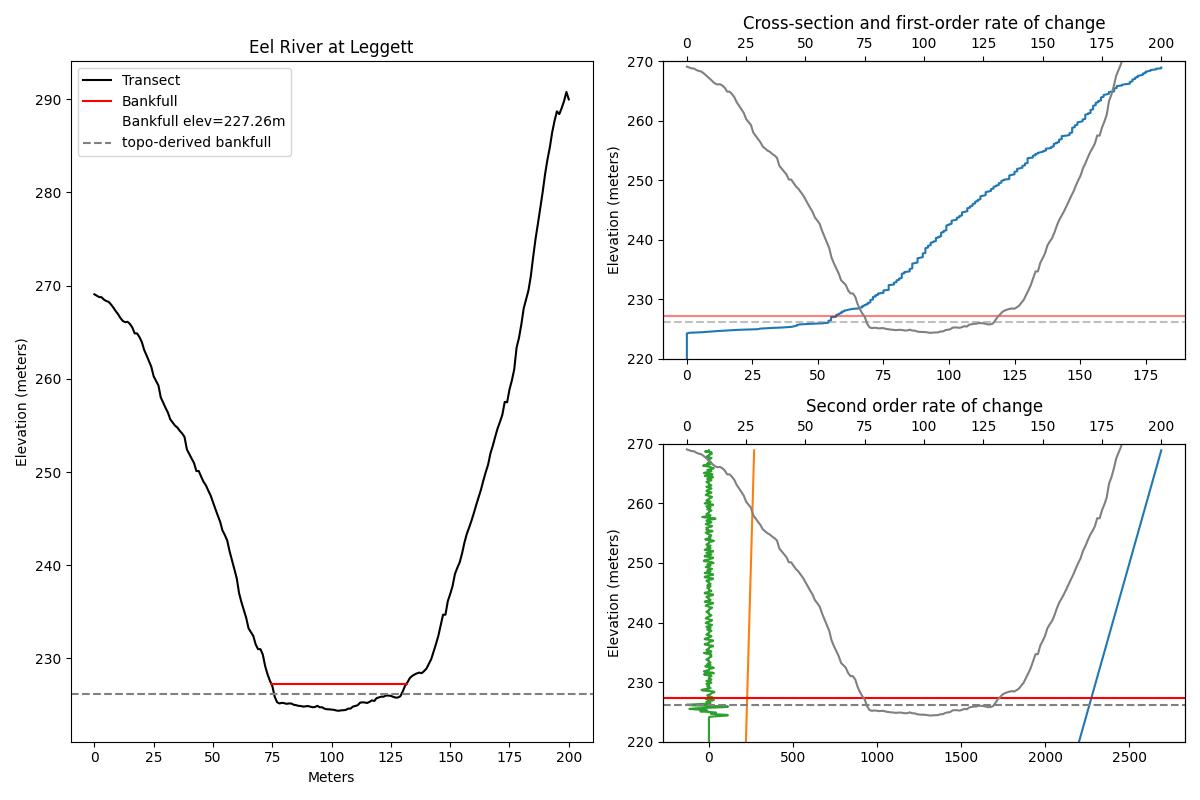 Eel River at Leggett
Transect
Bankfull
Bankfull elev=227.26m
topo-derived bankfull
290
280
270
260
250
240
230
Elevation (meters)
0 25 50 75 100 125 150 175 200
Meters
Cross-section and first-order rate of change
0 25 50 75 100 125 150 175 200
270
260
250
240
230
220
Elevation (meters)
0 25 50 75 100 125 150 175
Second order rate of change
0 25 50 75 100 125 150 175 200
270
260
250
240
230
220
Elevation (meters)
0 500 1000 1500 2000 2500